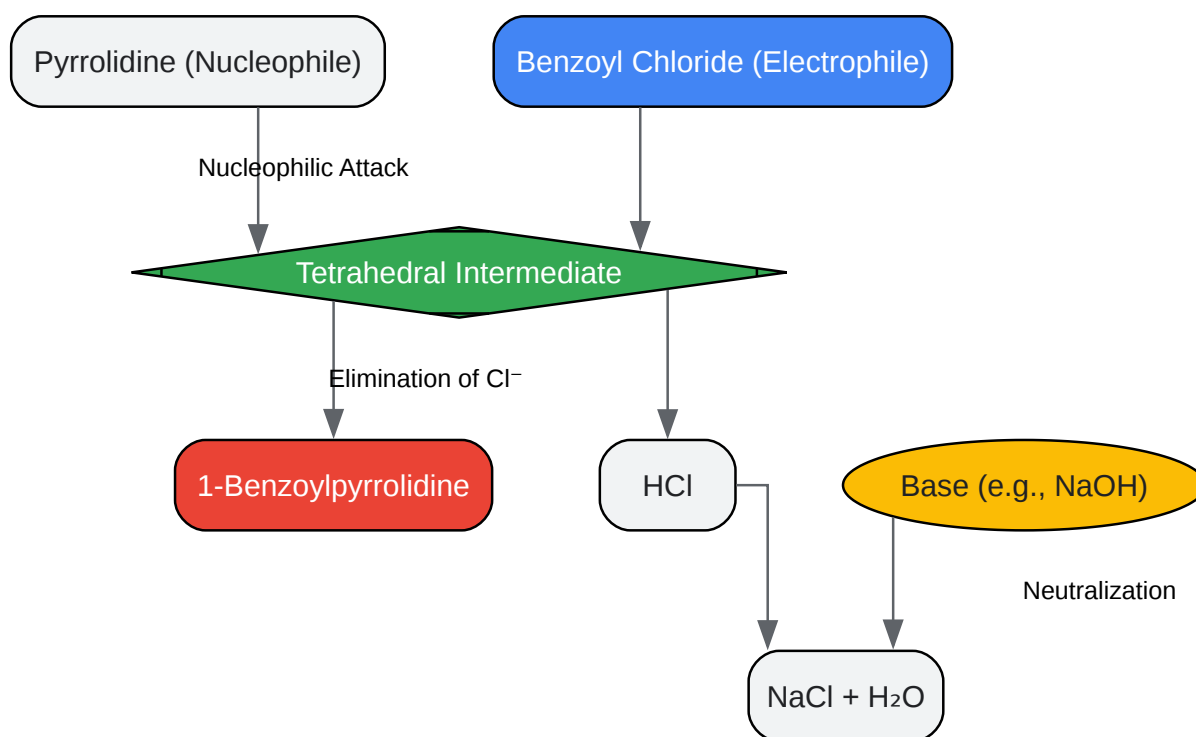 Pyrrolidine (Nucleophile)
Benzoyl Chloride (Electrophile)
Nucleophilic Attack
Tetrahedral Intermediate
Elimination of Cl⁻
1-Benzoylpyrrolidine
HCl
Base (e.g., NaOH)
Neutralization
NaCl + H₂O